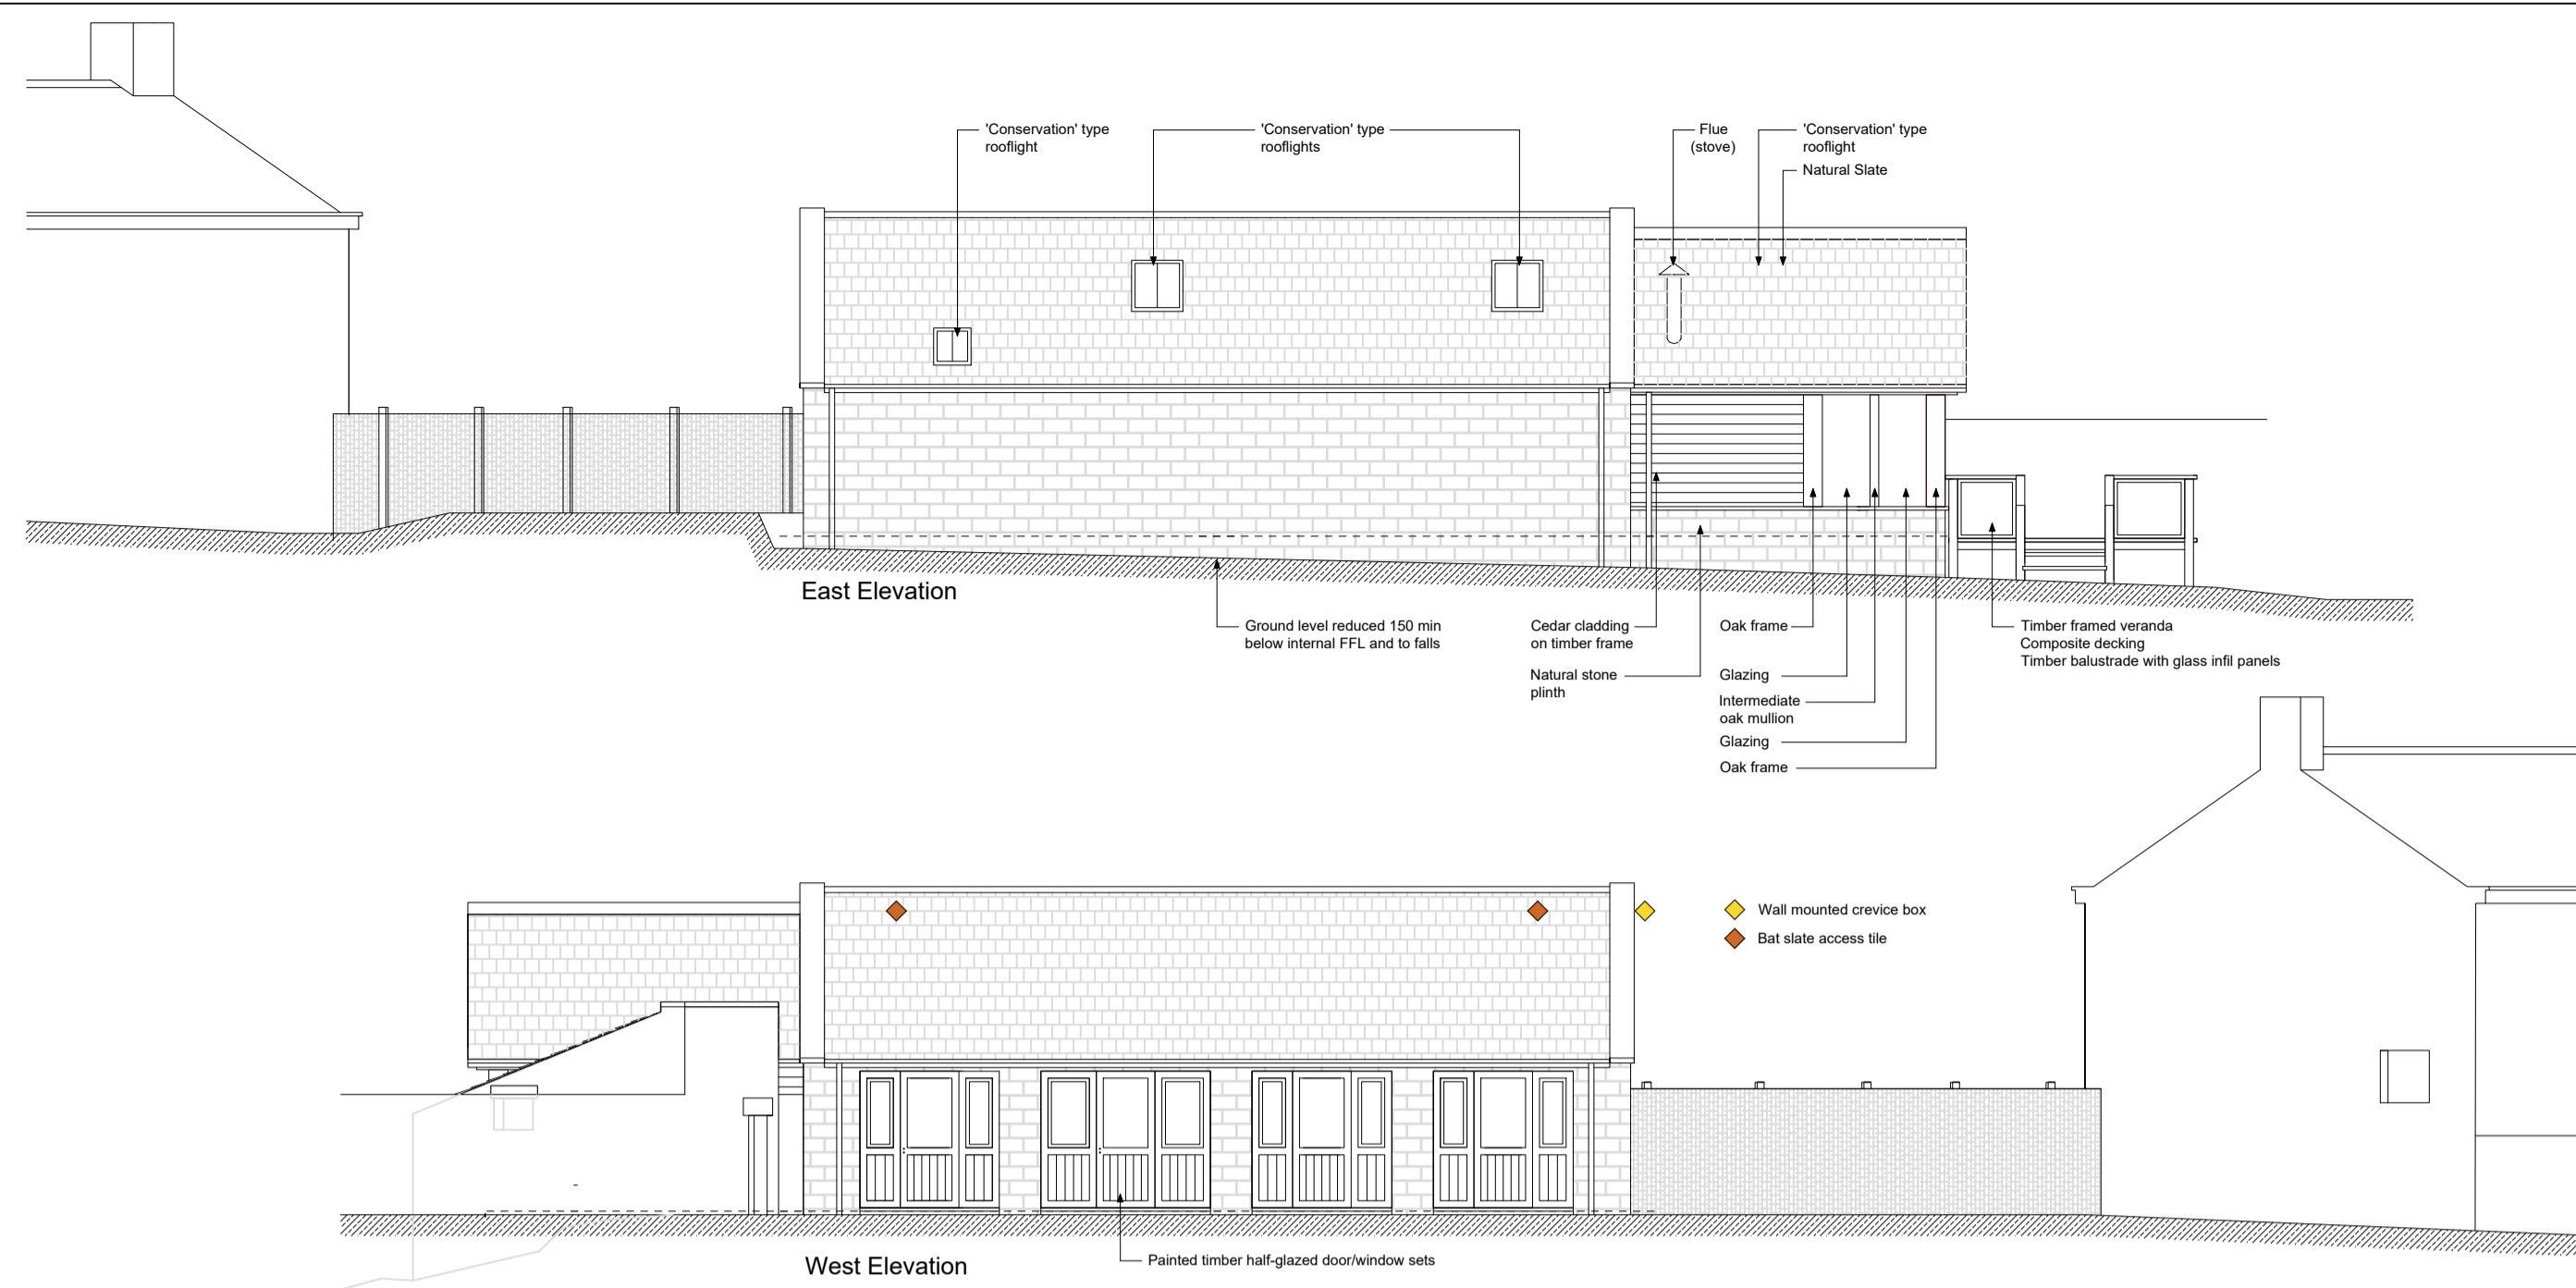 'Conservation' type
rooflight
'Conservation' type
rooflights
Flue
(stove)
'Conservation' type
rooflight
Natural Slate
East Elevation
Ground level reduced 150 min
below internal FFL and to falls
Cedar cladding
on timber frame
Natural stone
plinth
Oak frame
Glazing
Intermediate
oak mullion
Glazing
Oak frame
Timber framed veranda
Composite decking
Timber balustrade with glass infil panels
Wall mounted crevice box
Bat slate access tile
West Elevation
Painted timber half-glazed door/window sets